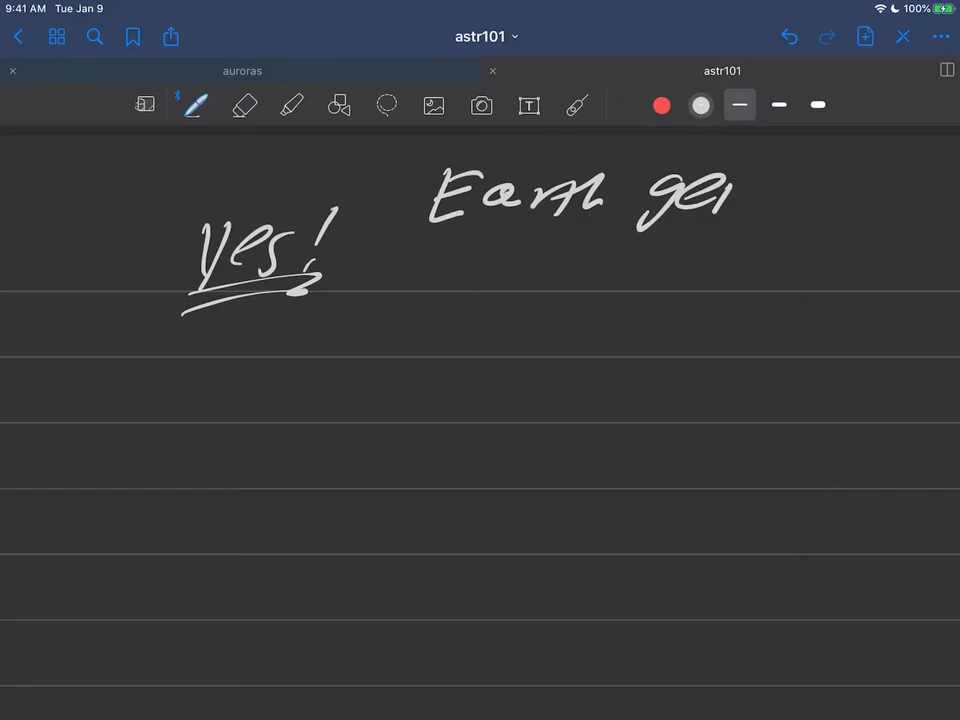 9:41 AM Tue Jan 9 100%
astr101
auroras astr101
T
Earth
yes!